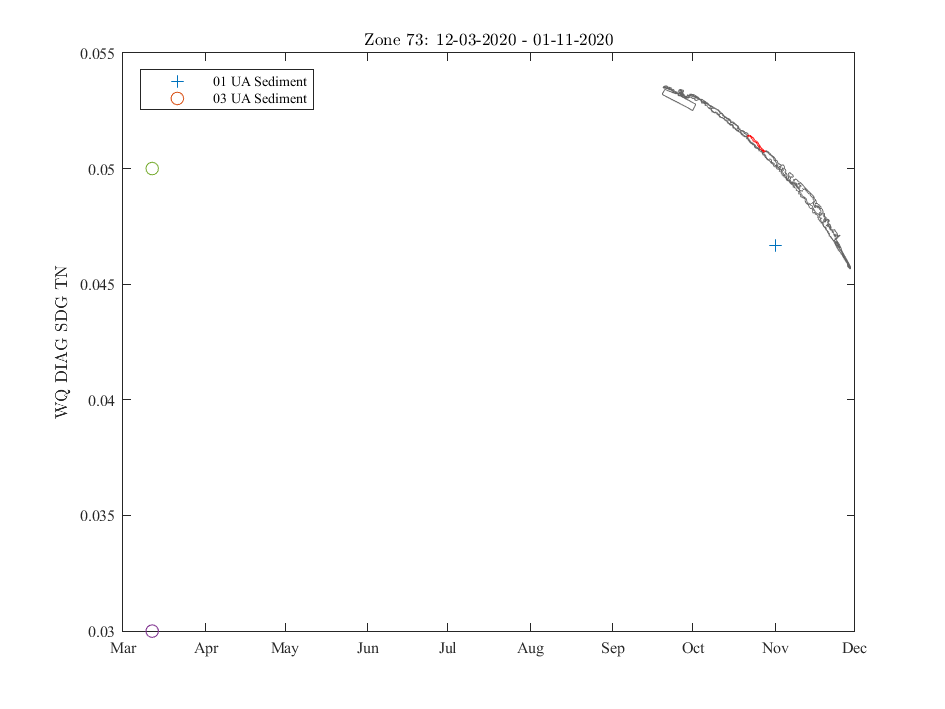 Zone 73: 12-03-2020 - 01-11-2020
0.055
01 UA Sediment
03 UA Sediment
0.05
0.045
0.04
0.035
0.03
WQ DIAG SDG TN
Mar Apr May Jun Jul Aug Sep Oct Nov Dec